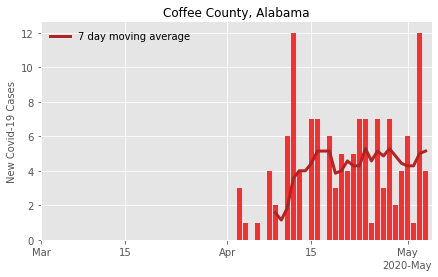 Coffee County, Alabama
7 day moving average
New Covid-19 Cases
12
10
8
6
4
2
0
Mar
15
Apr
15
May
2020-May